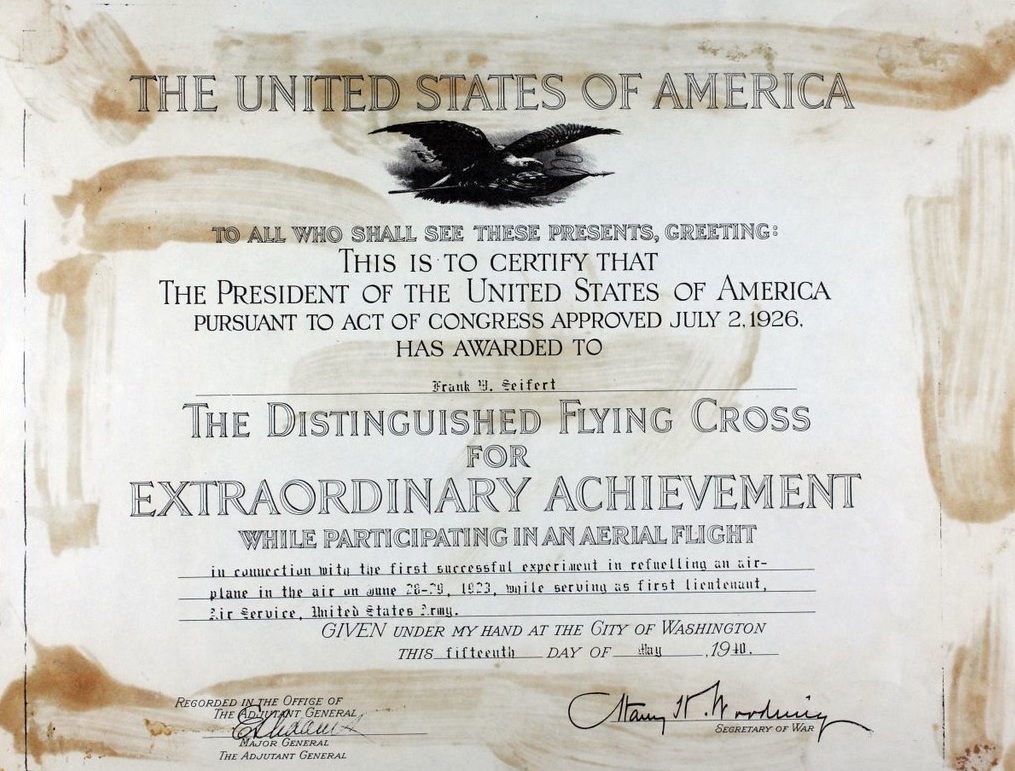 THE UNITED STATES OF AMERICA
TO ALL WHO SHALL SEE THESE PRESENTS, GREETING:
THIS IS TO CERTIFY THAT
THE PRESIDENT OF THE UNITED STATES OF AMERICA
PURSUANT TO ACT OF CONGRESS APPROVED JULY 2, 1926,
HAS AWARDED TO
Frank W. Seifert
THE DISTINGUISHED FLYING CROSS
FOR
EXTRAORDINARY ACHIEVEMENT
WHILE PARTICIPATING IN AN AERIAL FLIGHT
in connection with the first successful experiment in refuelling an air-
plane in the air on June 28-29, 1923, while serving as first lieutenant,
Air Service, United States Army.
GIVEN UNDER MY HAND AT THE CITY OF WASHINGTON
THIS fifteenth DAY OF May, 1940.
RECORDED IN THE OFFICE OF
THE ADJUTANT GENERAL
MAJOR GENERAL
THE ADJUTANT GENERAL
Harry H. Woodring
SECRETARY OF WAR